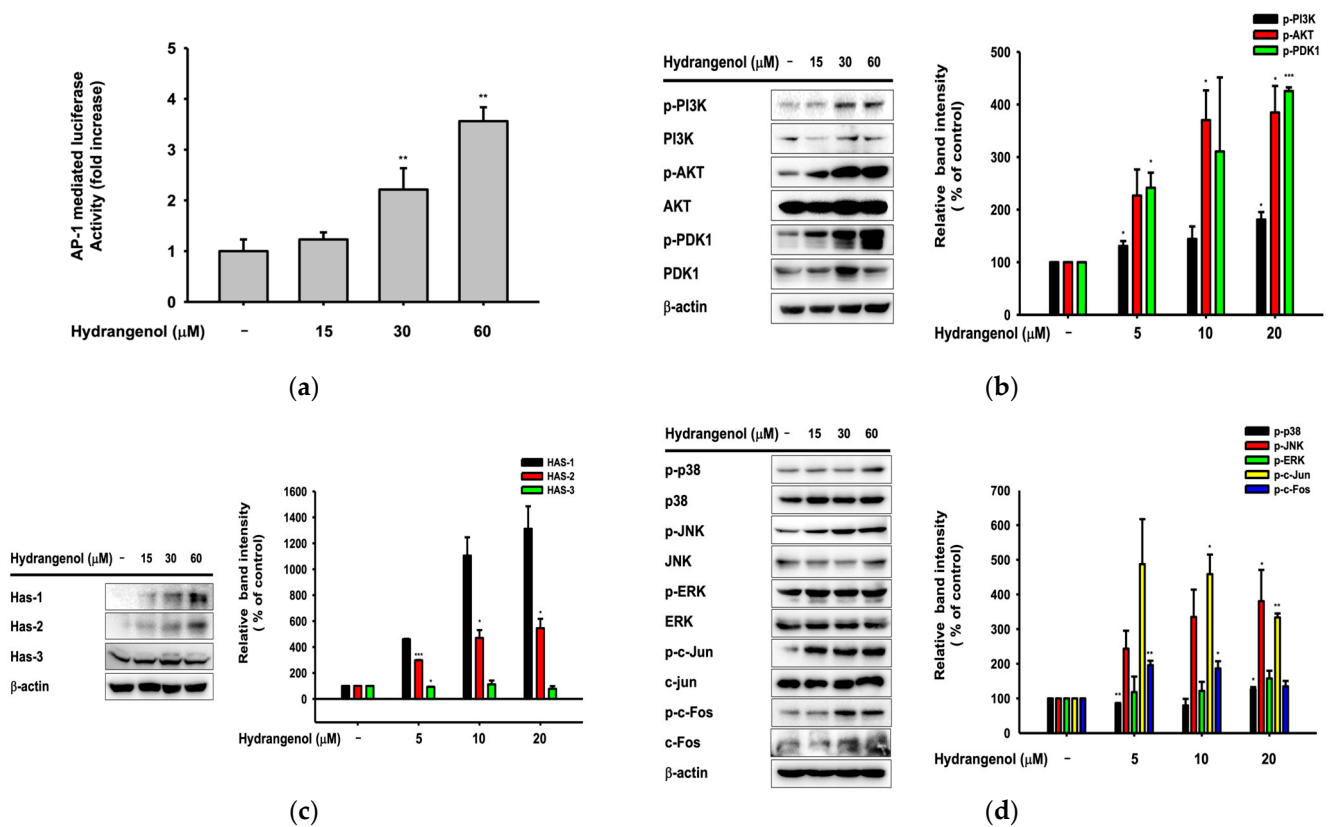 AP-1 mediated luciferase
Activity (fold increase)
5
4
3
2
1
0
**
**
Hydrangenol (μM)
–
15
30
60
(a)
Hydrangenol (μM) – 15 30 60
p-PI3K
PI3K
p-AKT
AKT
p-PDK1
PDK1
β-actin
p-PI3K
p-AKT
p-PDK1
Relative band intensity
( % of control)
500
400
300
200
100
0
* * * * * ***
Hydrangenol (μM) – 5 10 20
(b)
Hydrangenol (μM) – 15 30 60
Has-1
Has-2
Has-3
β-actin
HAS-1
HAS-2
HAS-3
Relative band intensity
( % of control)
1600
1400
1200
1000
800
600
400
200
0
*** * * *
Hydrangenol (μM) – 5 10 20
(c)
Hydrangenol (μM) – 15 30 60
p-p38
p38
p-JNK
JNK
p-ERK
ERK
p-c-Jun
c-jun
p-c-Fos
c-Fos
β-actin
p-p38
p-JNK
p-ERK
p-c-Jun
p-c-Fos
Relative band intensity
( % of control)
700
600
500
400
300
200
100
0
** ** * * * * **
Hydrangenol (μM) – 5 10 20
(d)